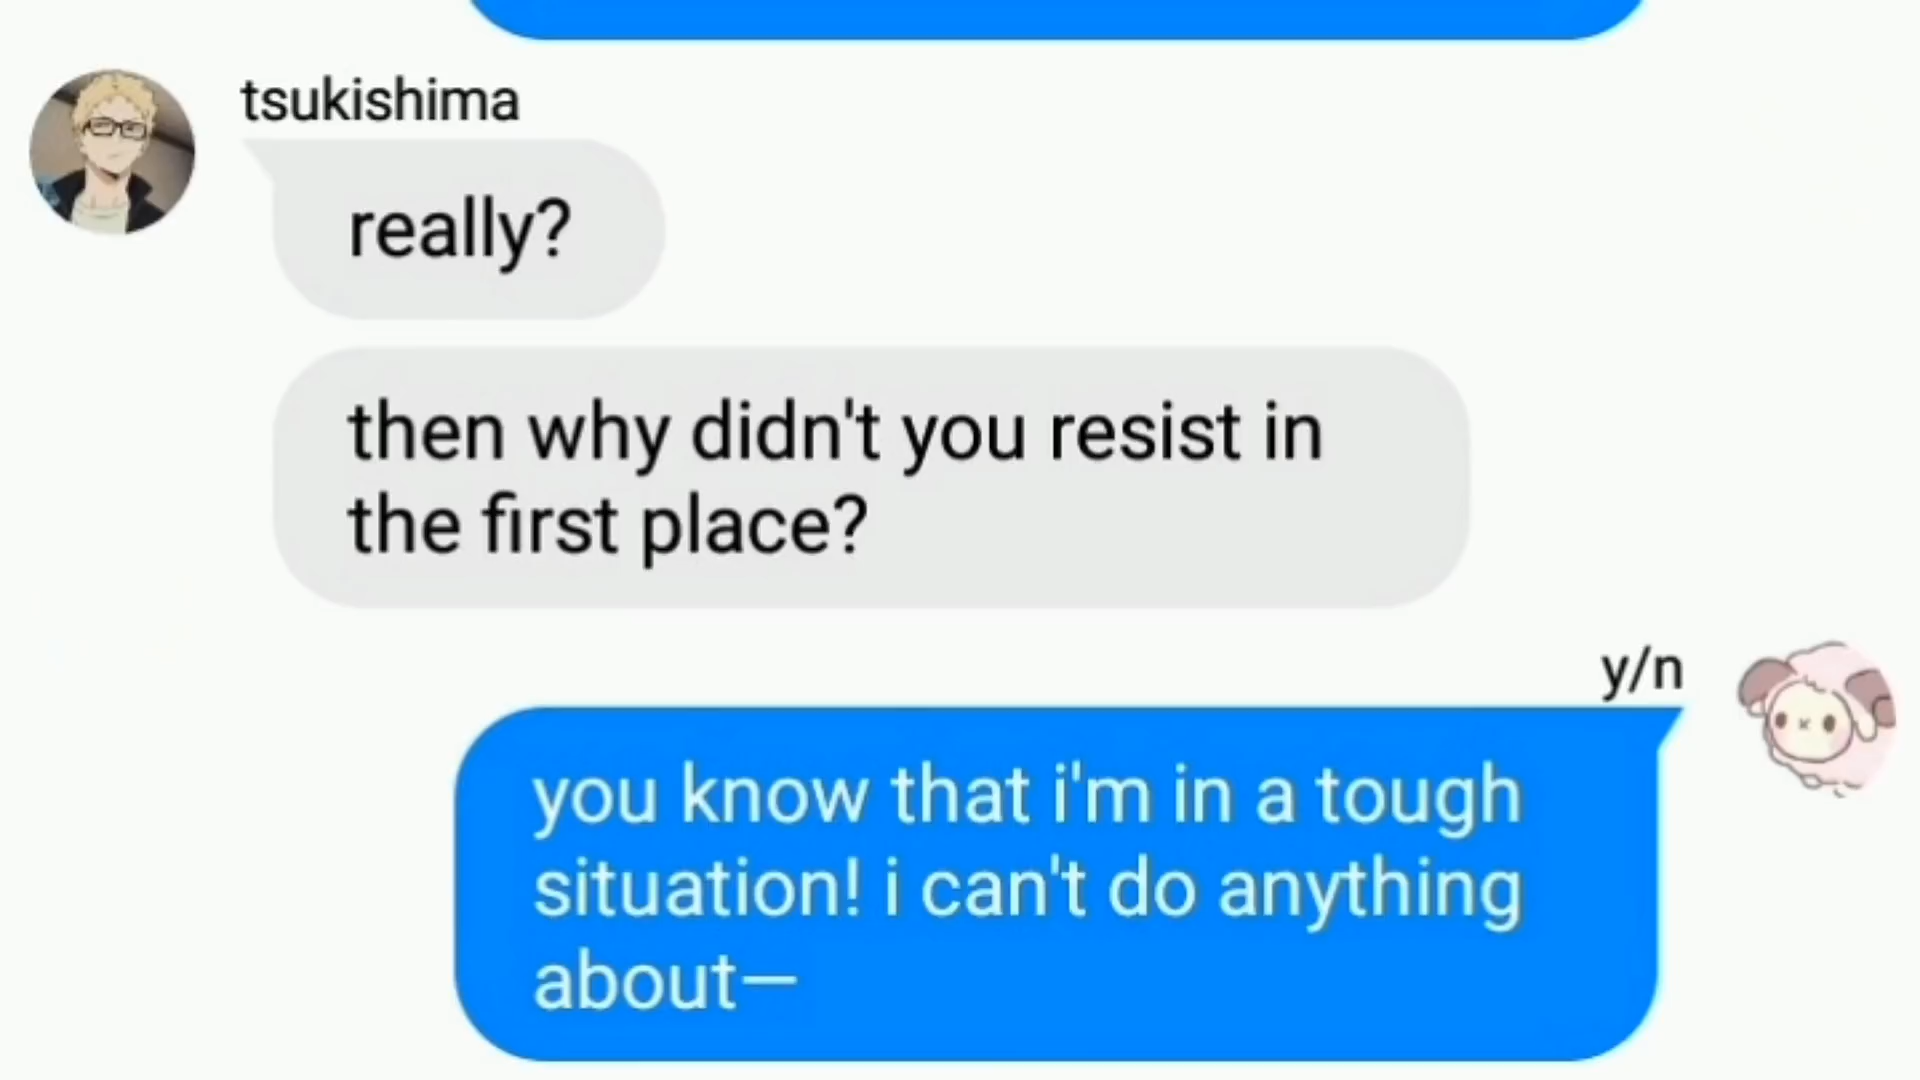 tsukishima
really?
then why didn't you resist in
the first place?
y/n
you know that i'm in a tough
situation! i can't do anything
about—